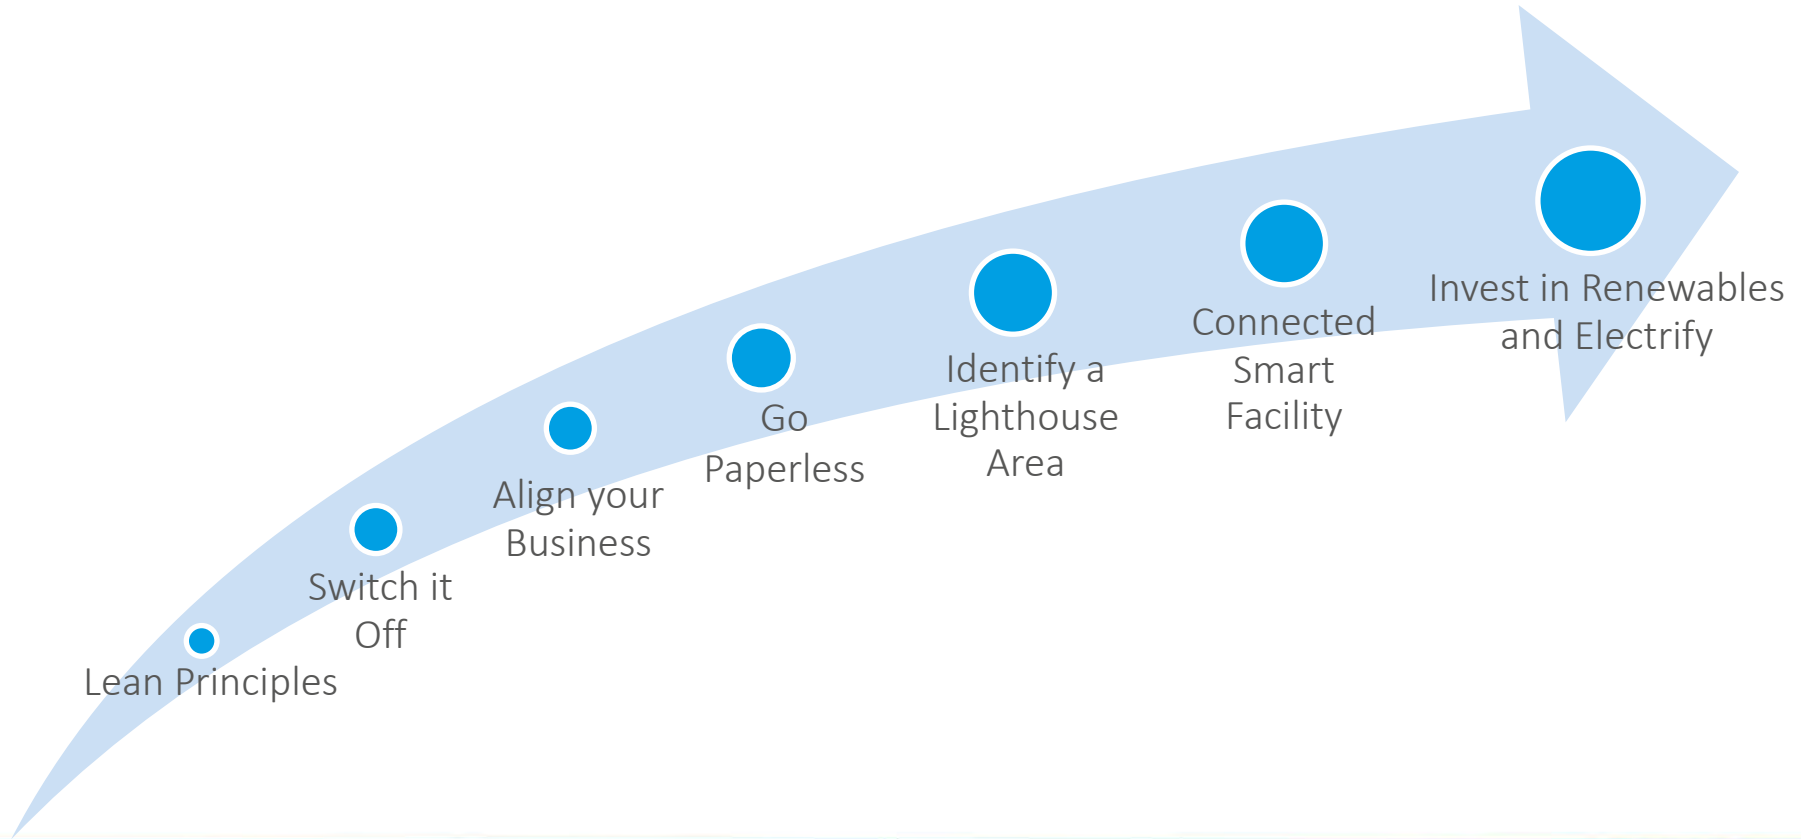 Lean Principles
Switch it
Off
Align your
Business
Go
Paperless
Identify a
Lighthouse
Area
Connected
Smart
Facility
Invest in Renewables
and Electrify